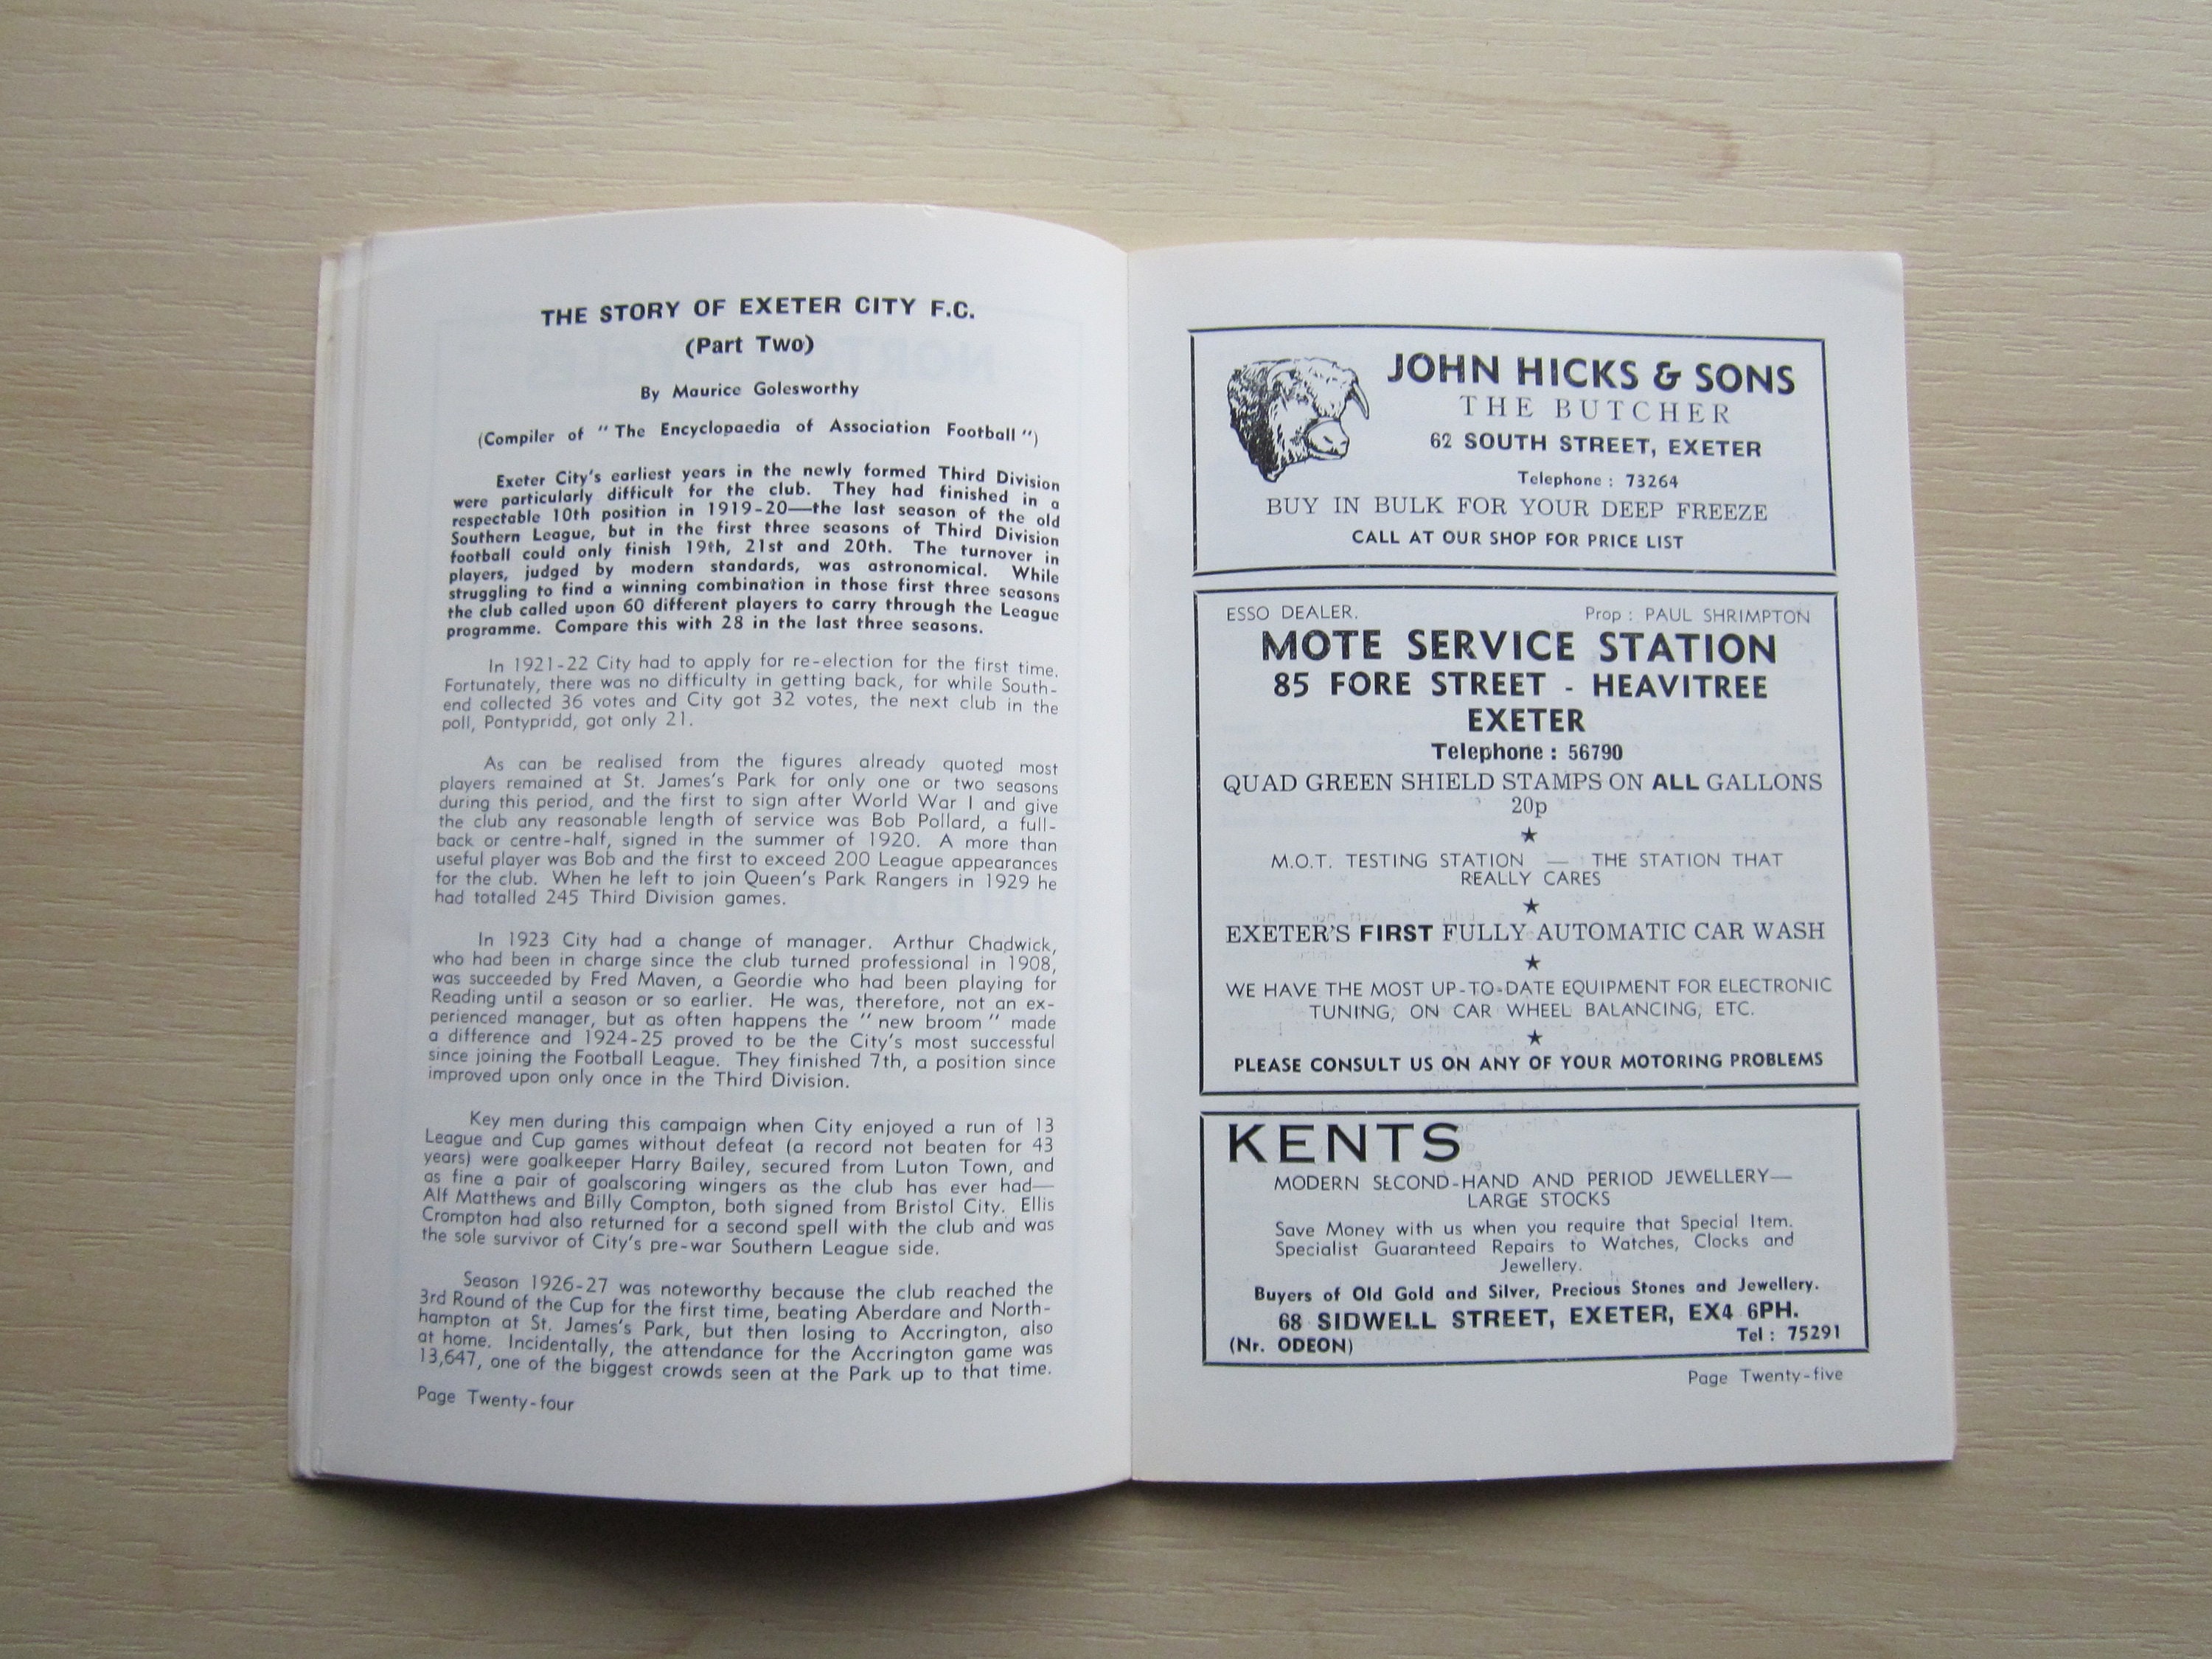 THE STORY OF EXETER CITY F.C.
(Part Two)
By Maurice Golesworthy
(Compiler of "The Encyclopaedia of Association Football")
Exeter City's earliest years in the newly formed Third Division
were particularly difficult for the club. They had finished in a
respectable 10th position in 1919-20—the last season of the old
Southern League, but in the first three seasons of Third Division
football could only finish 19th, 21st and 20th. The turnover in
players, judged by modern standards, was astronomical. While
struggling to find a winning combination in those first three seasons
the club called upon 60 different players to carry through the League
programme. Compare this with 28 in the last three seasons.
In 1921-22 City had to apply for re-election for the first time.
Fortunately, there was no difficulty in getting back, for while South-
end collected 36 votes and City got 32 votes, the next club in the
poll, Pontypridd, got only 21.
As can be realised from the figures already quoted most
players remained at St. James's Park for only one or two seasons
during this period, and the first to sign after World War I and give
the club any reasonable length of service was Bob Pollard, a full-
back or centre-half, signed in the summer of 1920. A more than
useful player was Bob and the first to exceed 200 League appearances
for the club. When he left to join Queen's Park Rangers in 1929 he
had totalled 245 Third Division games.
In 1923 City had a change of manager. Arthur Chadwick,
who had been in charge since the club turned professional in 1908,
was succeeded by Fred Maven, a Geordie who had been playing for
Reading until a season or so earlier. He was, therefore, not an ex-
perienced manager, but as often happens the "new broom" made
a difference and 1924-25 proved to be the City's most successful
since joining the Football League. They finished 7th, a position since
improved upon only once in the Third Division.
Key men during this campaign when City enjoyed a run of 13
League and Cup games without defeat (a record not beaten for 43
years) were goalkeeper Harry Bailey, secured from Luton Town, and
as fine a pair of goalscoring wingers as the club has ever had—
Alf Matthews and Billy Compton, both signed from Bristol City. Ellis
Crompton had also returned for a second spell with the club and was
the sole survivor of City's pre-war Southern League side.
Season 1926-27 was noteworthy because the club reached the
3rd Round of the Cup for the first time, beating Aberdare and North-
hampton at St. James's Park, but then losing to Accrington, also
at home. Incidentally, the attendance for the Accrington game was
13,647, one of the biggest crowds seen at the Park up to that time.
Page Twenty-four
JOHN HICKS & SONS
THE BUTCHER
62 SOUTH STREET, EXETER
Telephone : 73264
BUY IN BULK FOR YOUR DEEP FREEZE
CALL AT OUR SHOP FOR PRICE LIST
ESSO DEALER. Prop : PAUL SHRIMPTON
MOTE SERVICE STATION
85 FORE STREET - HEAVITREE
EXETER
Telephone : 56790
QUAD GREEN SHIELD STAMPS ON ALL GALLONS
20p
★
M.O.T. TESTING STATION — THE STATION THAT
REALLY CARES
★
EXETER'S FIRST FULLY AUTOMATIC CAR WASH
★
WE HAVE THE MOST UP-TO-DATE EQUIPMENT FOR ELECTRONIC
TUNING, ON CAR WHEEL BALANCING, ETC.
★
PLEASE CONSULT US ON ANY OF YOUR MOTORING PROBLEMS
KENTS
MODERN SECOND-HAND AND PERIOD JEWELLERY—
LARGE STOCKS
Save Money with us when you require that Special Item.
Specialist Guaranteed Repairs to Watches, Clocks and
Jewellery.
Buyers of Old Gold and Silver, Precious Stones and Jewellery.
68 SIDWELL STREET, EXETER, EX4 6PH.
(Nr. ODEON) Tel : 75291
Page Twenty-five